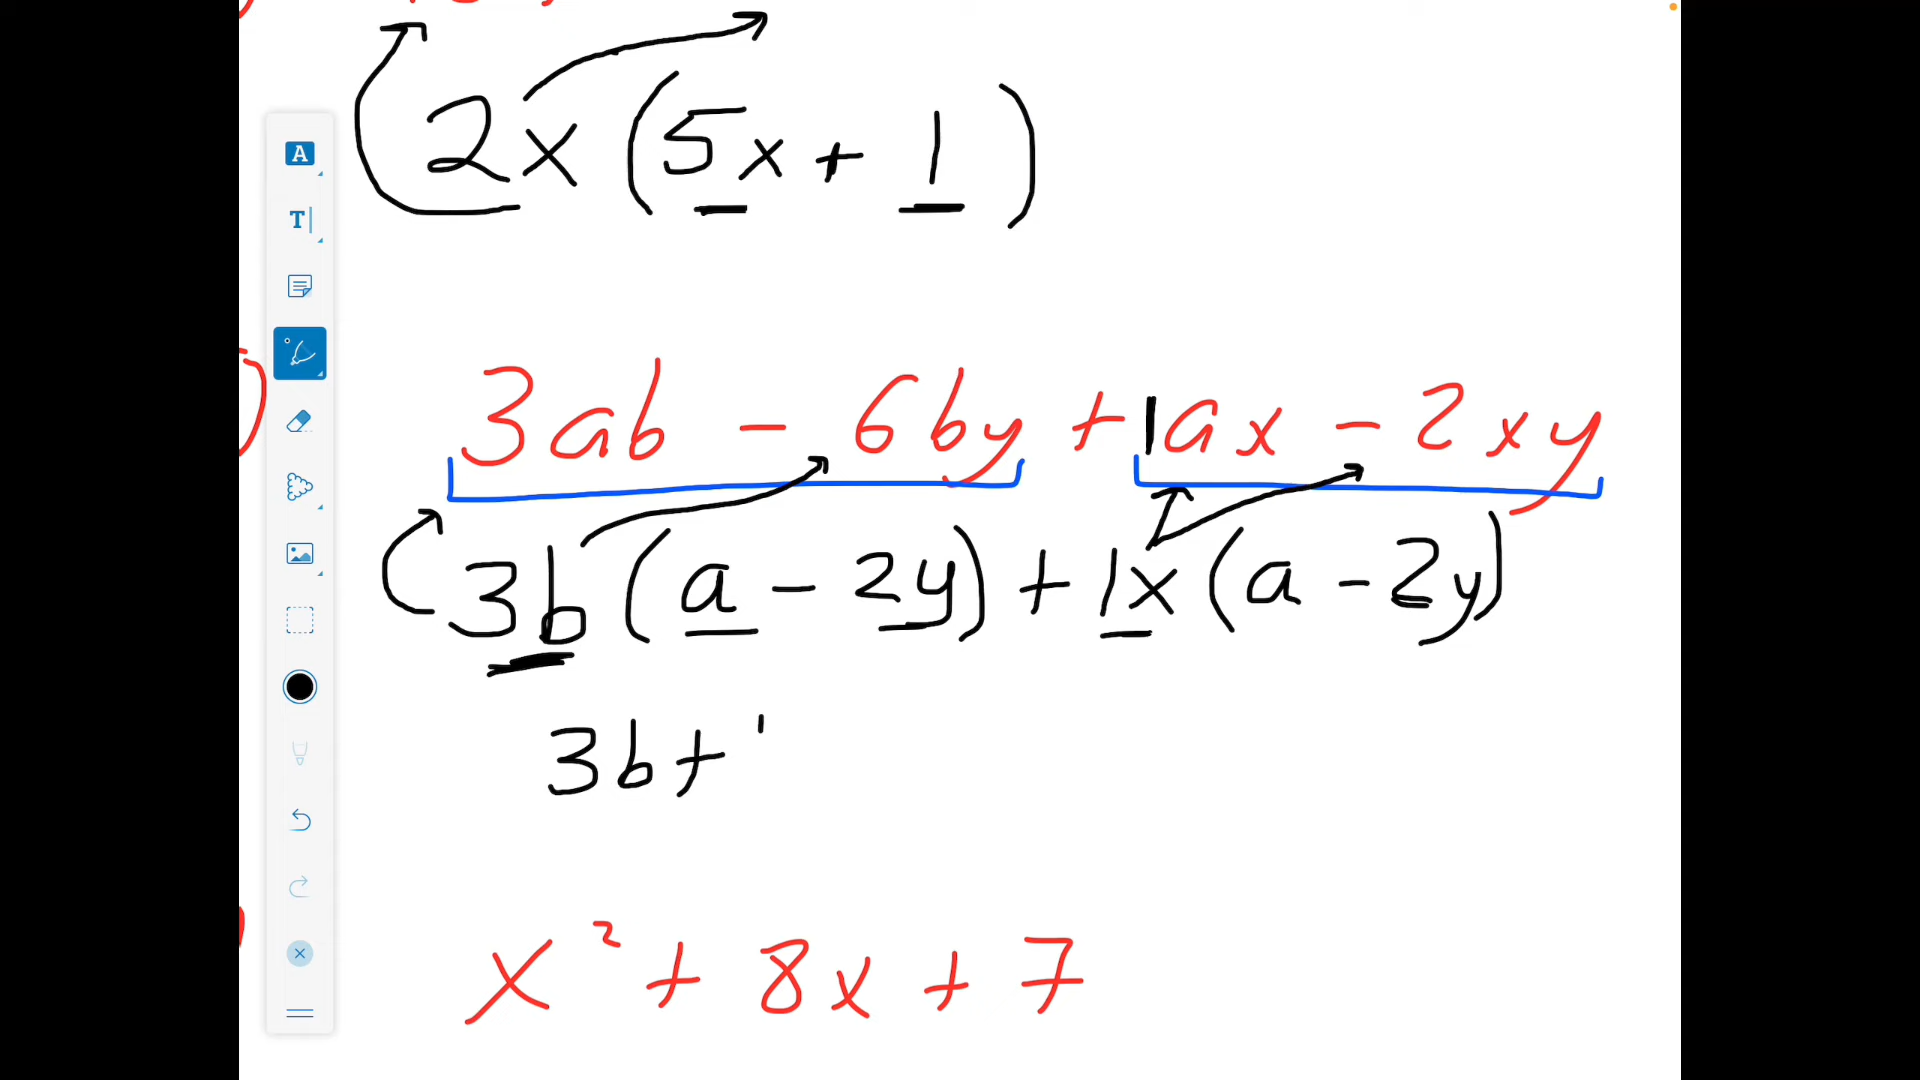 2x(5x + 1)
3ab - 6by + 1ax - 2xy
3b(a - 2y) + 1x(a - 2y)
3b +
x² + 8x + 7